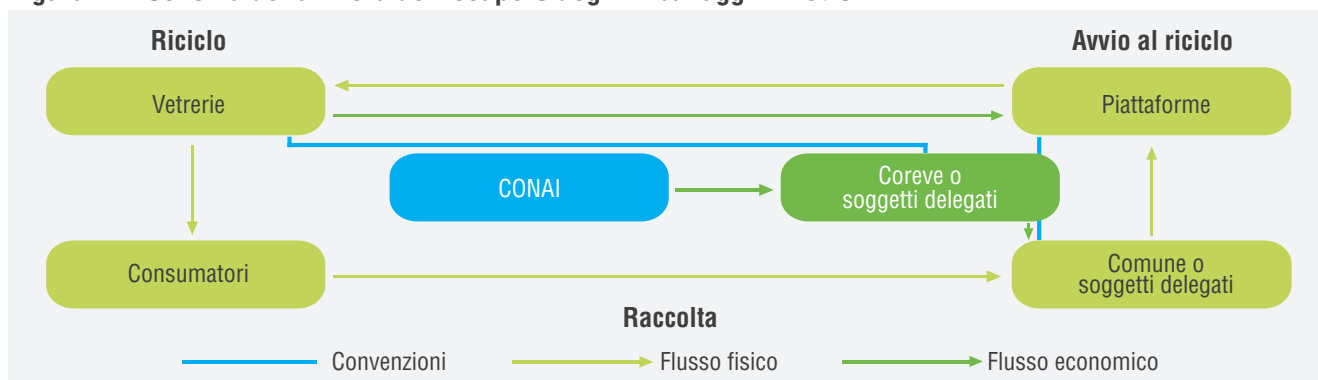 Riciclo
Avvio al riciclo
Vetrerie
Piattaforme
CONAI
Coreve o
soggetti delegati
Consumatori
Comune o
soggetti delegati
Raccolta
Convenzioni
Flusso fisico
Flusso economico